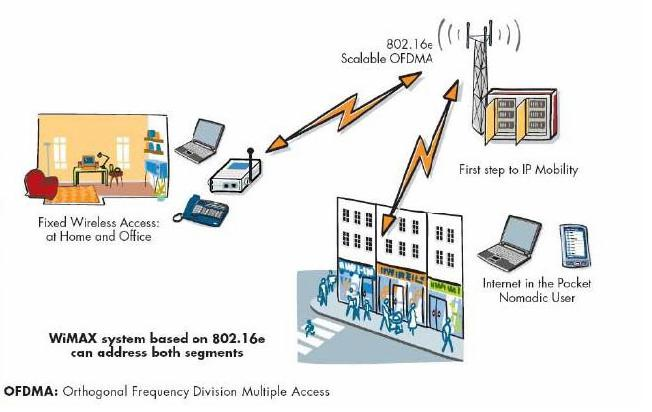 802.16e
Scalable OFDMA
First step to IP Mobility
Fixed Wireless Access:
at Home and Office
Internet in the Pocket
Nomadic User
WiMAX system based on 802.16e
can address both segments
OFDMA: Orthogonal Frequency Division Multiple Access